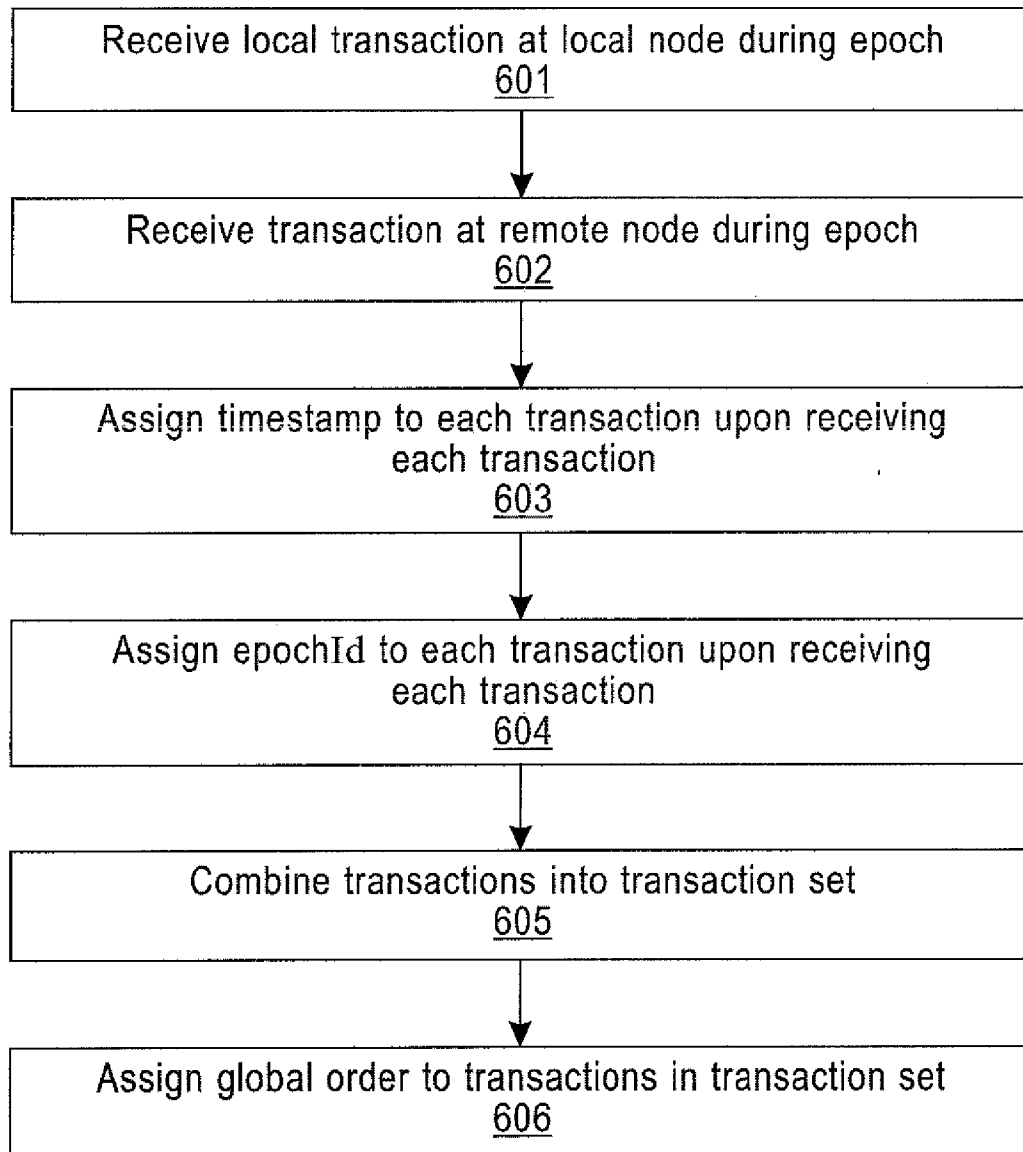 Receive local transaction at local node during epoch
601
Receive transaction at remote node during epoch
602
Assign timestamp to each transaction upon receiving
each transaction
603
Assign epochId to each transaction upon receiving
each transaction
604
Combine transactions into transaction set
605
Assign global order to transactions in transaction set
606